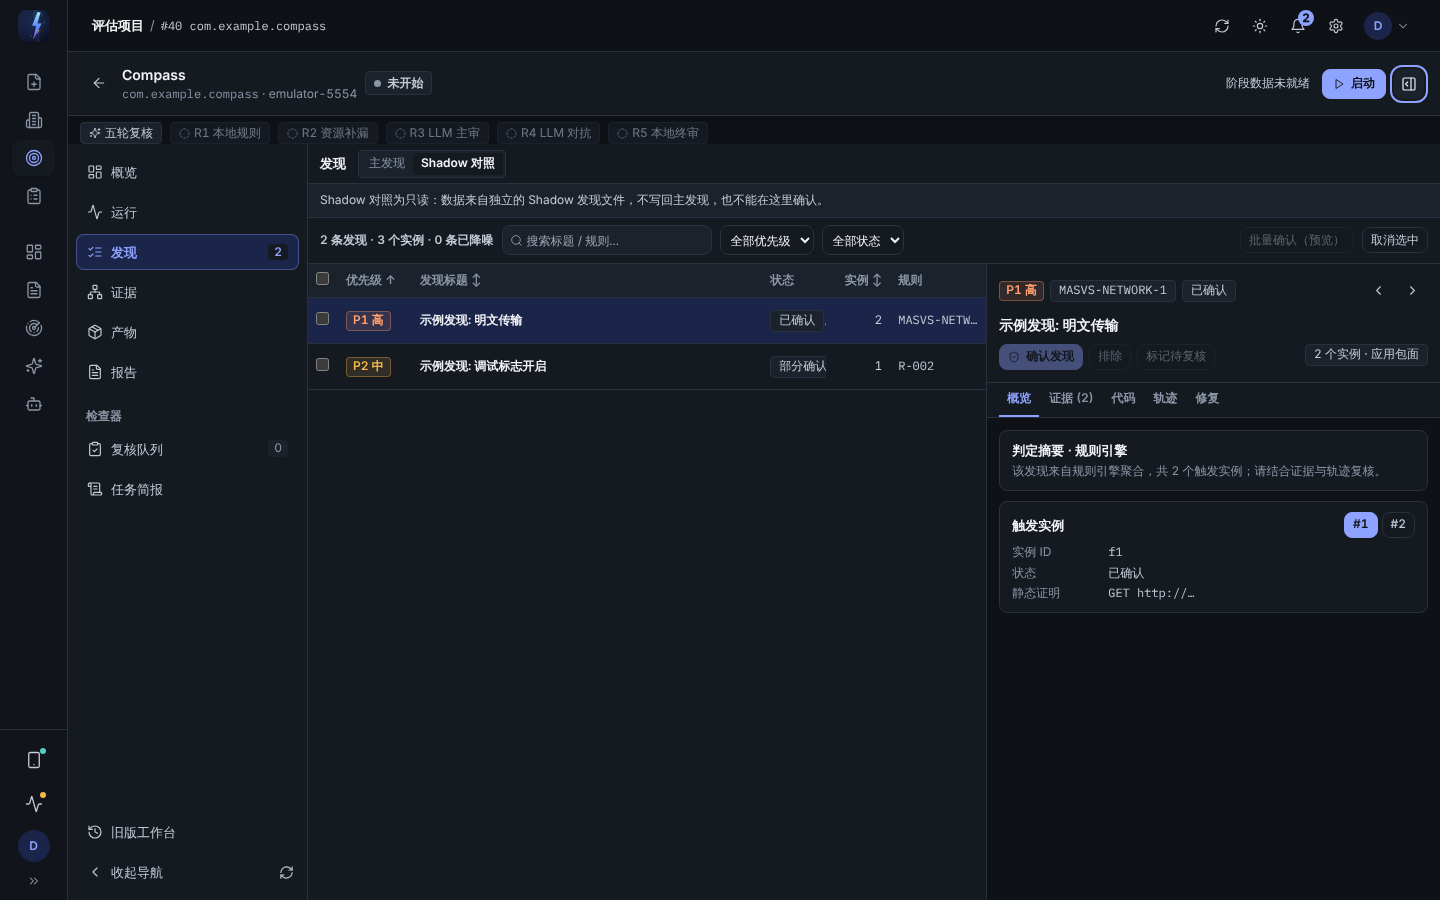 评估项目 / #40 com.example.compass
2
D
Compass
com.example.compass · emulator-5554
未开始
阶段数据未就绪
启动
五轮复核
R1 本地规则
R2 资源补漏
R3 LLM 主审
R4 LLM 对抗
R5 本地终审
概览
运行
发现 2
证据
产物
报告
检查器
复核队列 0
任务简报
旧版工作台
收起导航
D
发现
主发现
Shadow 对照
Shadow 对照为只读：数据来自独立的 Shadow 发现文件，不写回主发现，也不能在这里确认。
2 条发现 · 3 个实例 · 0 条已降噪
搜索标题 / 规则...
全部优先级
全部状态
批量确认（预览）
取消选中
优先级 发现标题 状态 实例 规则
P1 高 示例发现: 明文传输 已确认 2 MASVS-NETW…
P2 中 示例发现: 调试标志开启 部分确认 1 R-002
P1 高 MASVS-NETWORK-1 已确认
示例发现: 明文传输
确认发现 排除 标记待复核 2 个实例 · 应用包面
概览 证据 (2) 代码 轨迹 修复
判定摘要 · 规则引擎
该发现来自规则引擎聚合，共 2 个触发实例；请结合证据与轨迹复核。
触发实例 #1 #2
实例 ID f1
状态 已确认
静态证明 GET http://…